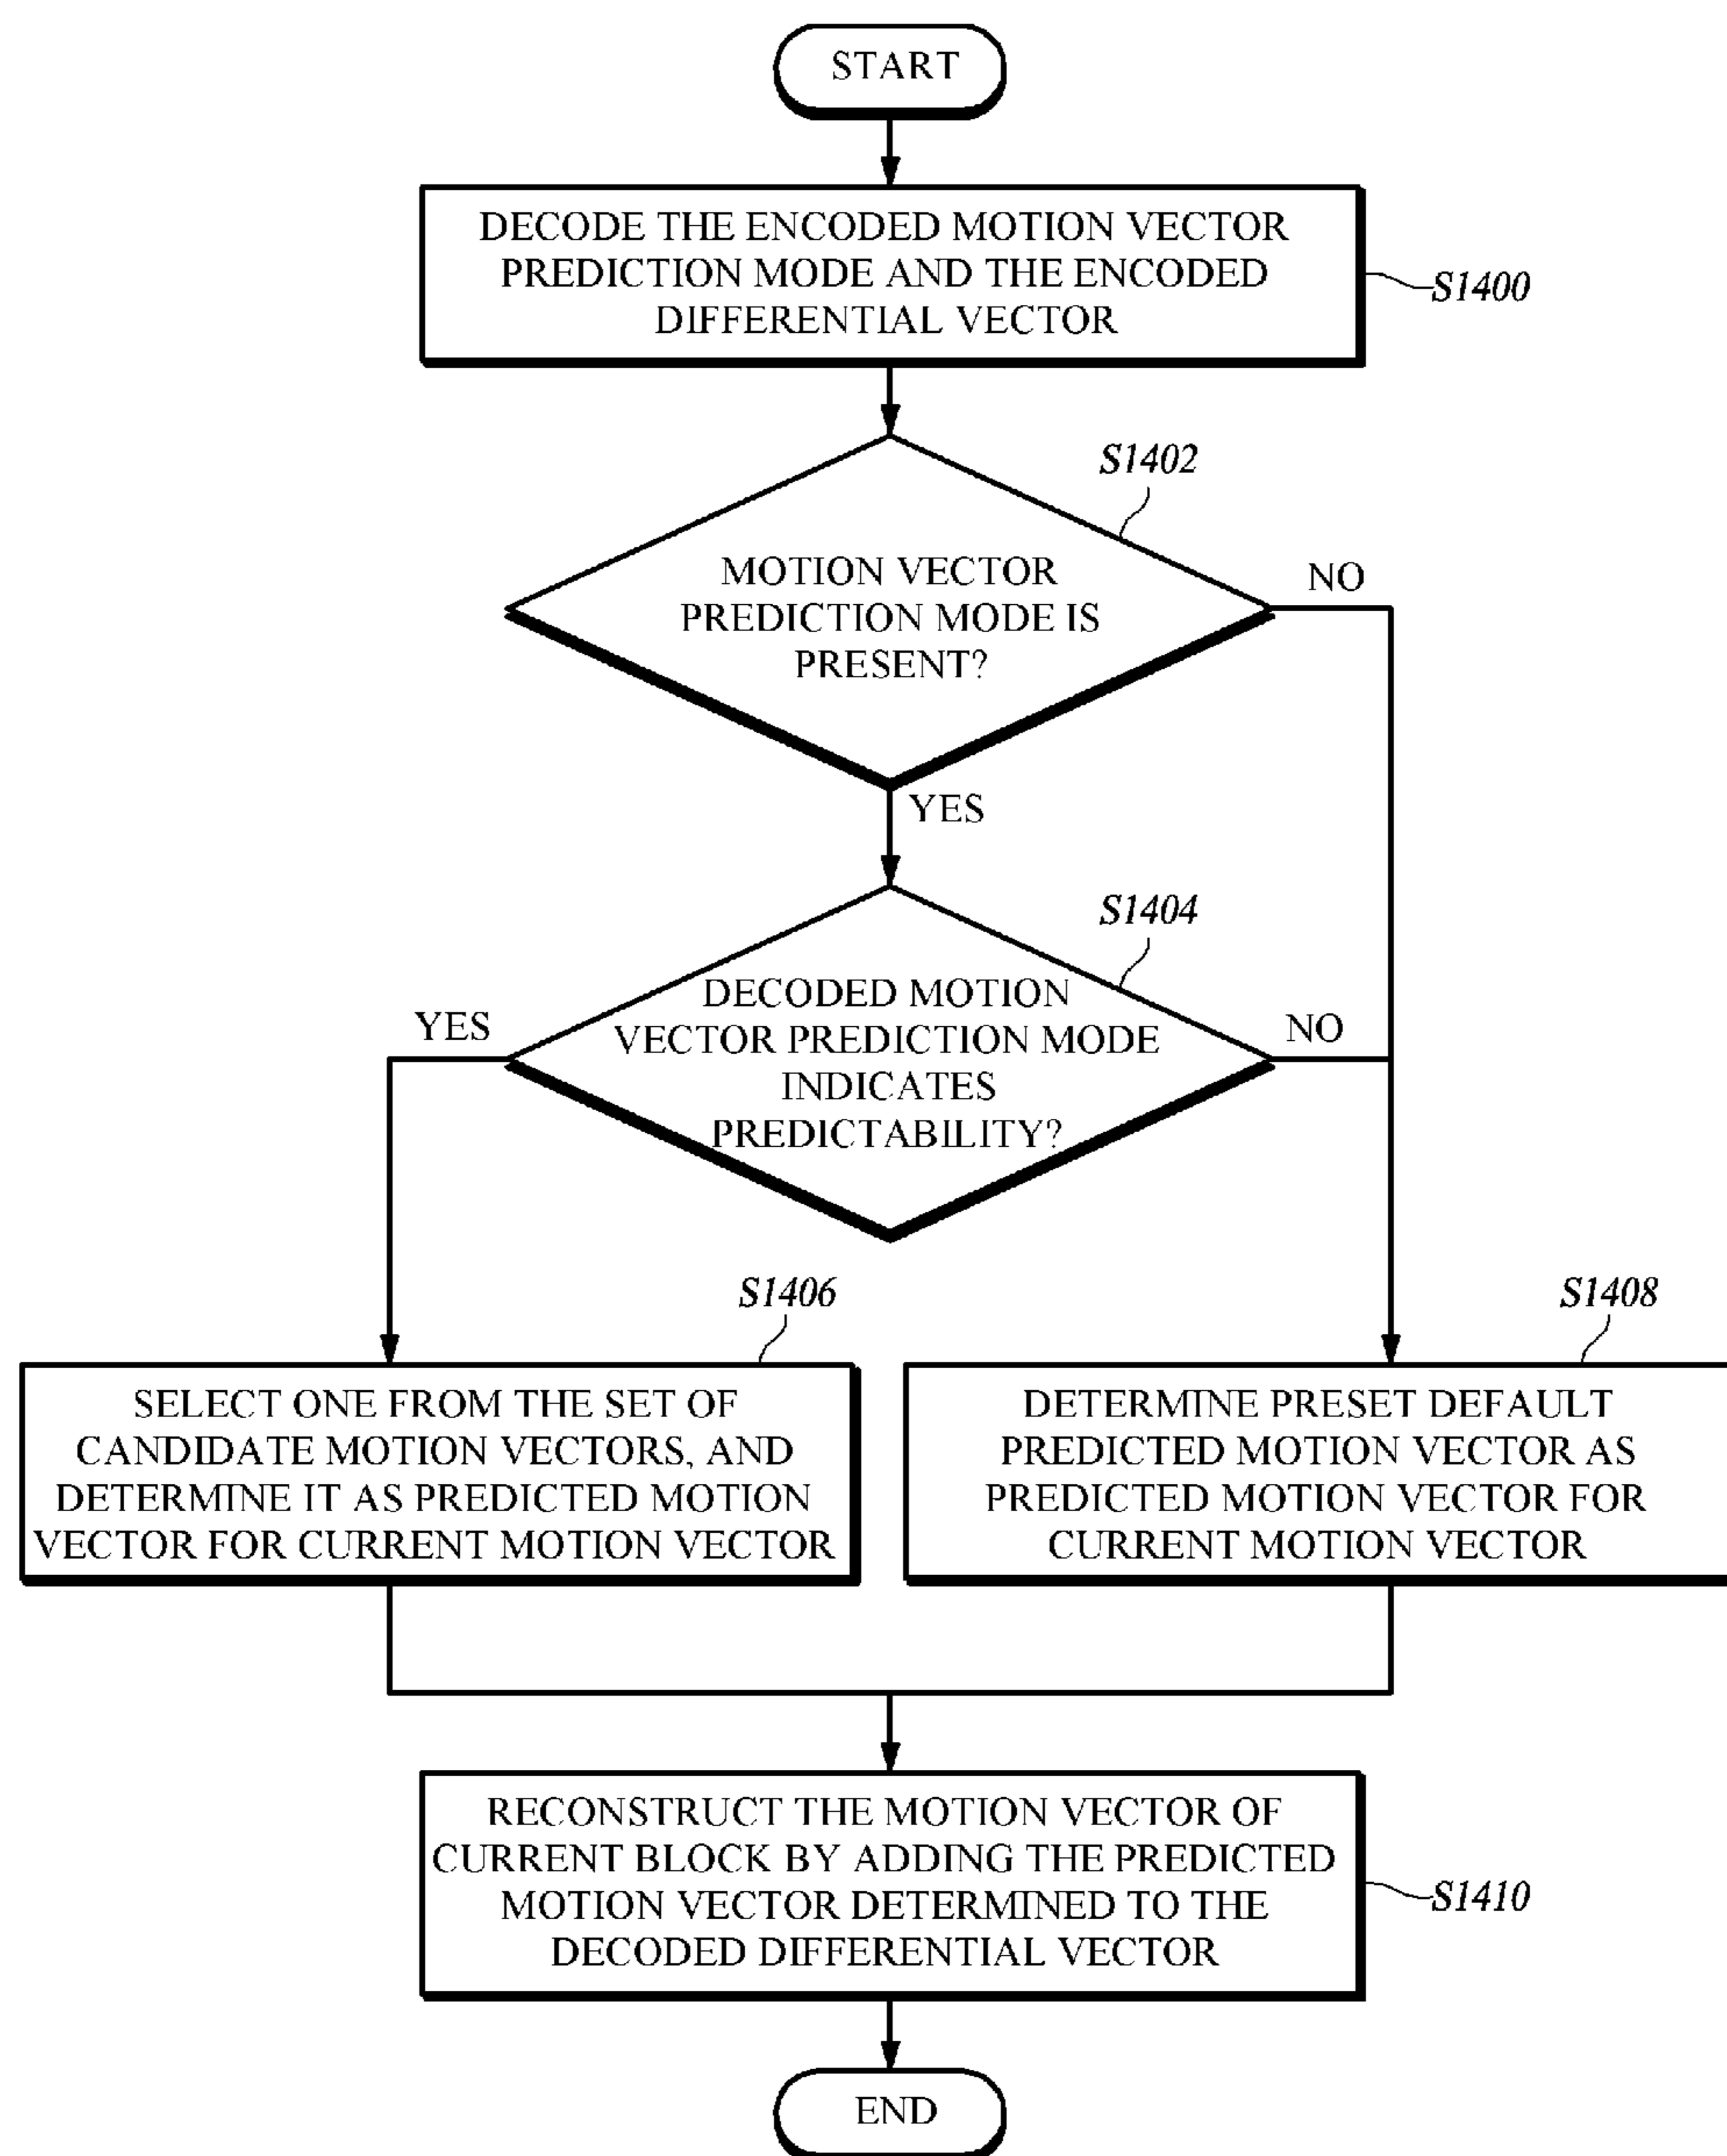 START
DECODE THE ENCODED MOTION VECTOR
PREDICTION MODE AND THE ENCODED
DIFFERENTIAL VECTOR
S1400
S1402
MOTION VECTOR
PREDICTION MODE IS
PRESENT?
NO
YES
S1404
DECODED MOTION
VECTOR PREDICTION MODE
INDICATES
PREDICTABILITY?
YES
NO
S1406
SELECT ONE FROM THE SET OF
CANDIDATE MOTION VECTORS, AND
DETERMINE IT AS PREDICTED MOTION
VECTOR FOR CURRENT MOTION VECTOR
S1408
DETERMINE PRESET DEFAULT
PREDICTED MOTION VECTOR AS
PREDICTED MOTION VECTOR FOR
CURRENT MOTION VECTOR
RECONSTRUCT THE MOTION VECTOR OF
CURRENT BLOCK BY ADDING THE PREDICTED
MOTION VECTOR DETERMINED TO THE
DECODED DIFFERENTIAL VECTOR
S1410
END